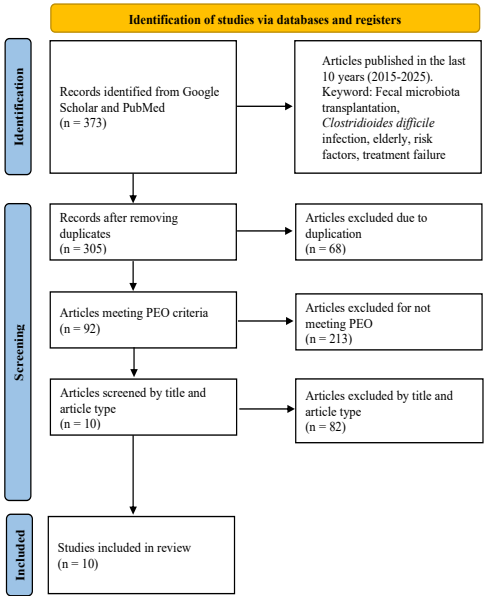 Identification of studies via databases and registers
Identification
Records identified from Google
Scholar and PubMed
(n = 373)
Articles published in the last
10 years (2015-2025).
Keyword: Fecal microbiota
transplantation,
Clostridioides difficile
infection, elderly, risk
factors, treatment failure
Screening
Records after removing
duplicates
(n = 305)
Articles excluded due to
duplication
(n = 68)
Articles meeting PEO criteria
(n = 92)
Articles excluded for not
meeting PEO
(n = 213)
Articles screened by title and
article type
(n = 10)
Articles excluded by title and
article type
(n = 82)
Included
Studies included in review
(n = 10)